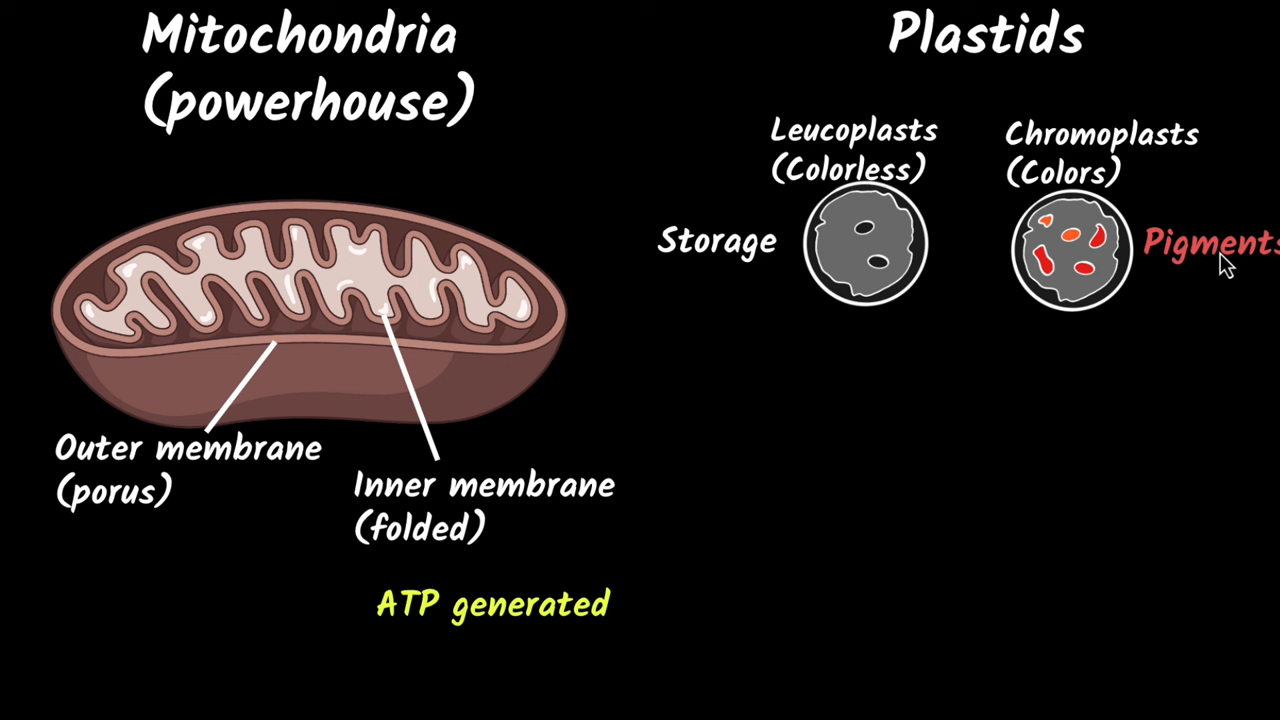 Mitochondria
(powerhouse)
Outer membrane
(porus)
Inner membrane
(folded)
ATP generated
Plastids
Leucoplasts
(Colorless)
Storage
Chromoplasts
(Colors)
Pigments